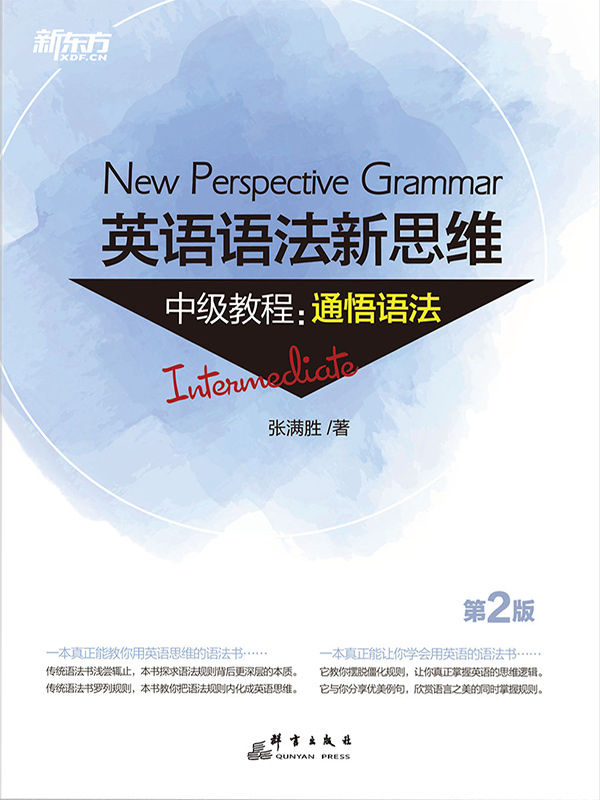 新东方
XDF.CN
New Perspective Grammar
英语语法新思维
中级教程：通悟语法
Intermediate
张满胜 /著
第2版
一本真正能教你用英语思维的语法书……
传统语法书浅尝辄止，本书探求语法规则背后更深层的本质。
传统语法书罗列规则，本书教你把语法规则内化成英语思维。
一本真正能让你学会用英语的语法书……
它教你摆脱僵化规则，让你真正掌握英语的思维逻辑。
它与你分享优美例句，欣赏语言之美的同时掌握规则。
群言出版社
QUNYAN PRESS